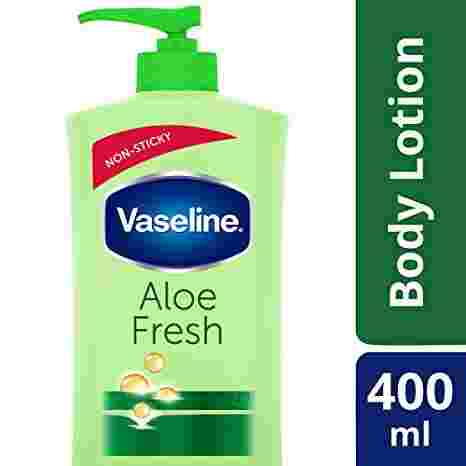 NON-STICKY
Vaseline.
Aloe
Fresh
Body Lotion
400
ml